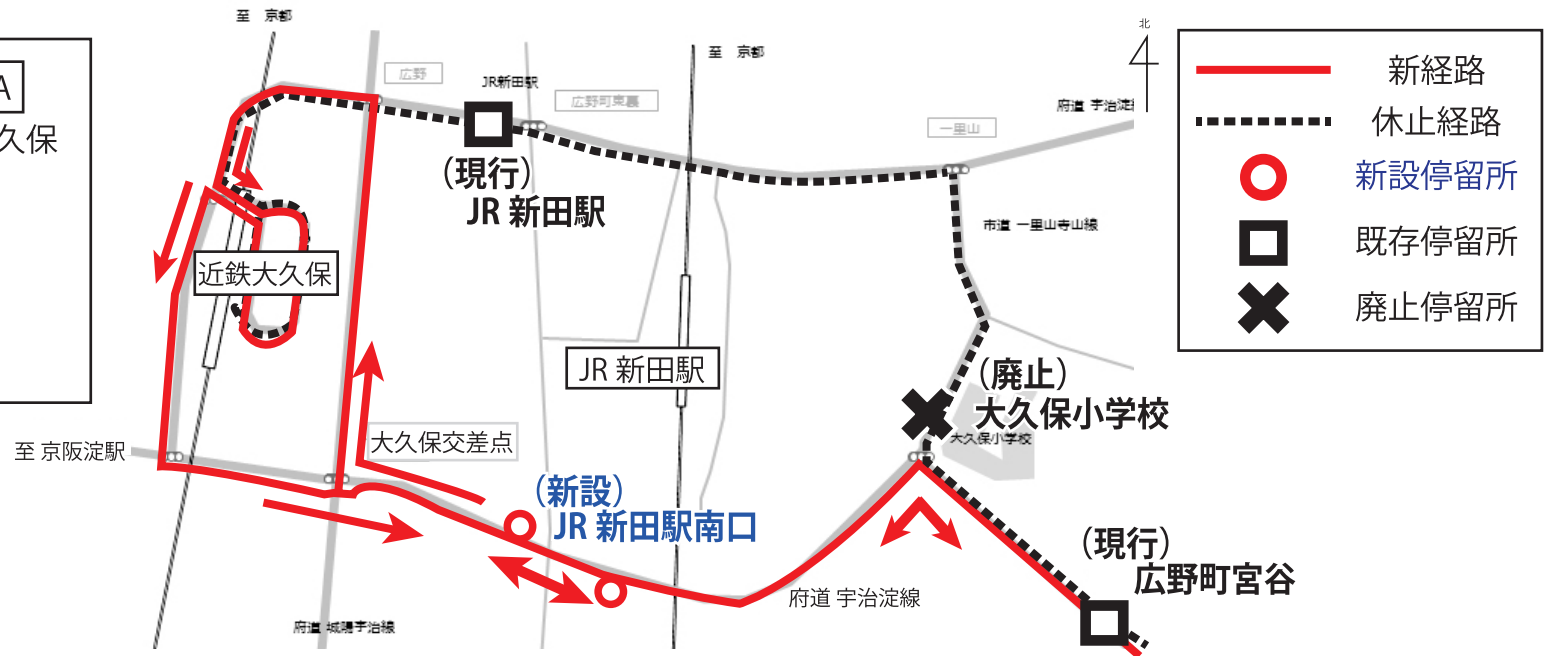 A
久保
至 京都
至 京都
北
広野
JR新田駅
広野町東裏
一里山
府道 宇治淀線
(現行)
JR 新田駅
市道 一里山寺山線
近鉄大久保
JR 新田駅
(廃止)
大久保小学校
大久保小学校
至 京阪淀駅
大久保交差点
(新設)
JR 新田駅南口
(現行)
広野町宮谷
府道 宇治淀線
府道 城陽宇治線
新経路
休止経路
新設停留所
既存停留所
廃止停留所